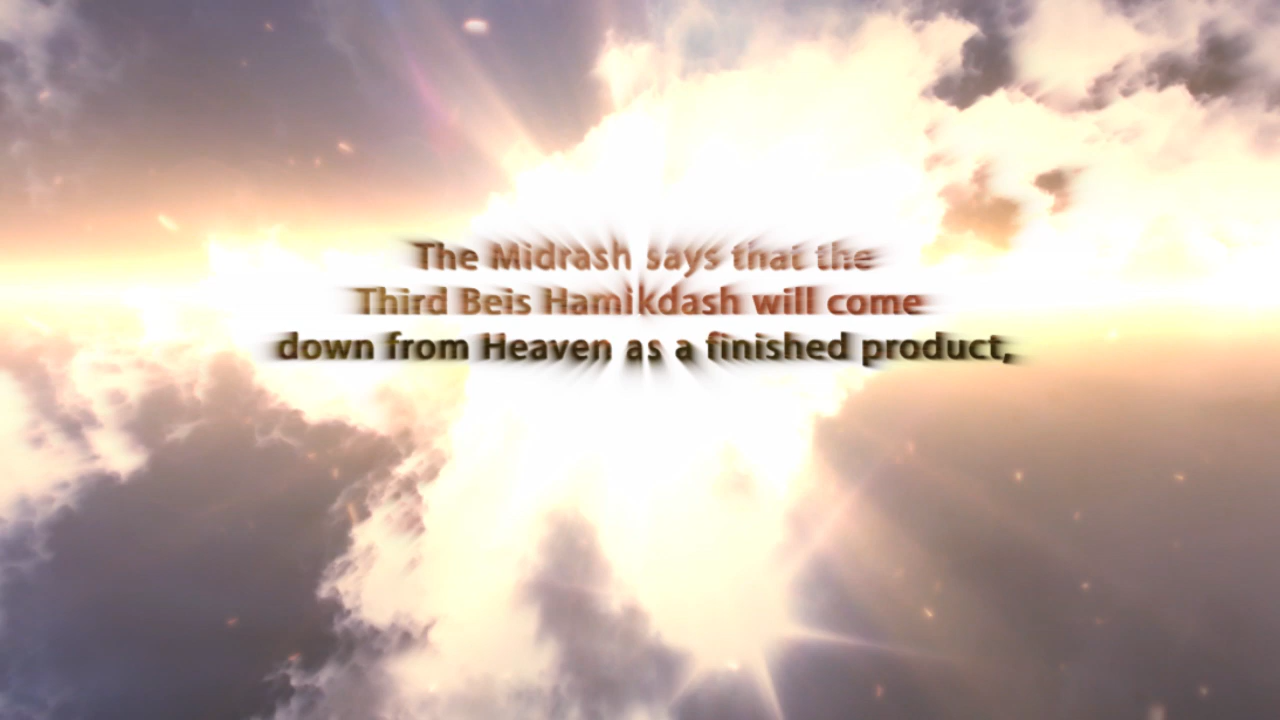 The Midrash says that the
Third Beis Hamikdash will come
down from Heaven as a finished product,